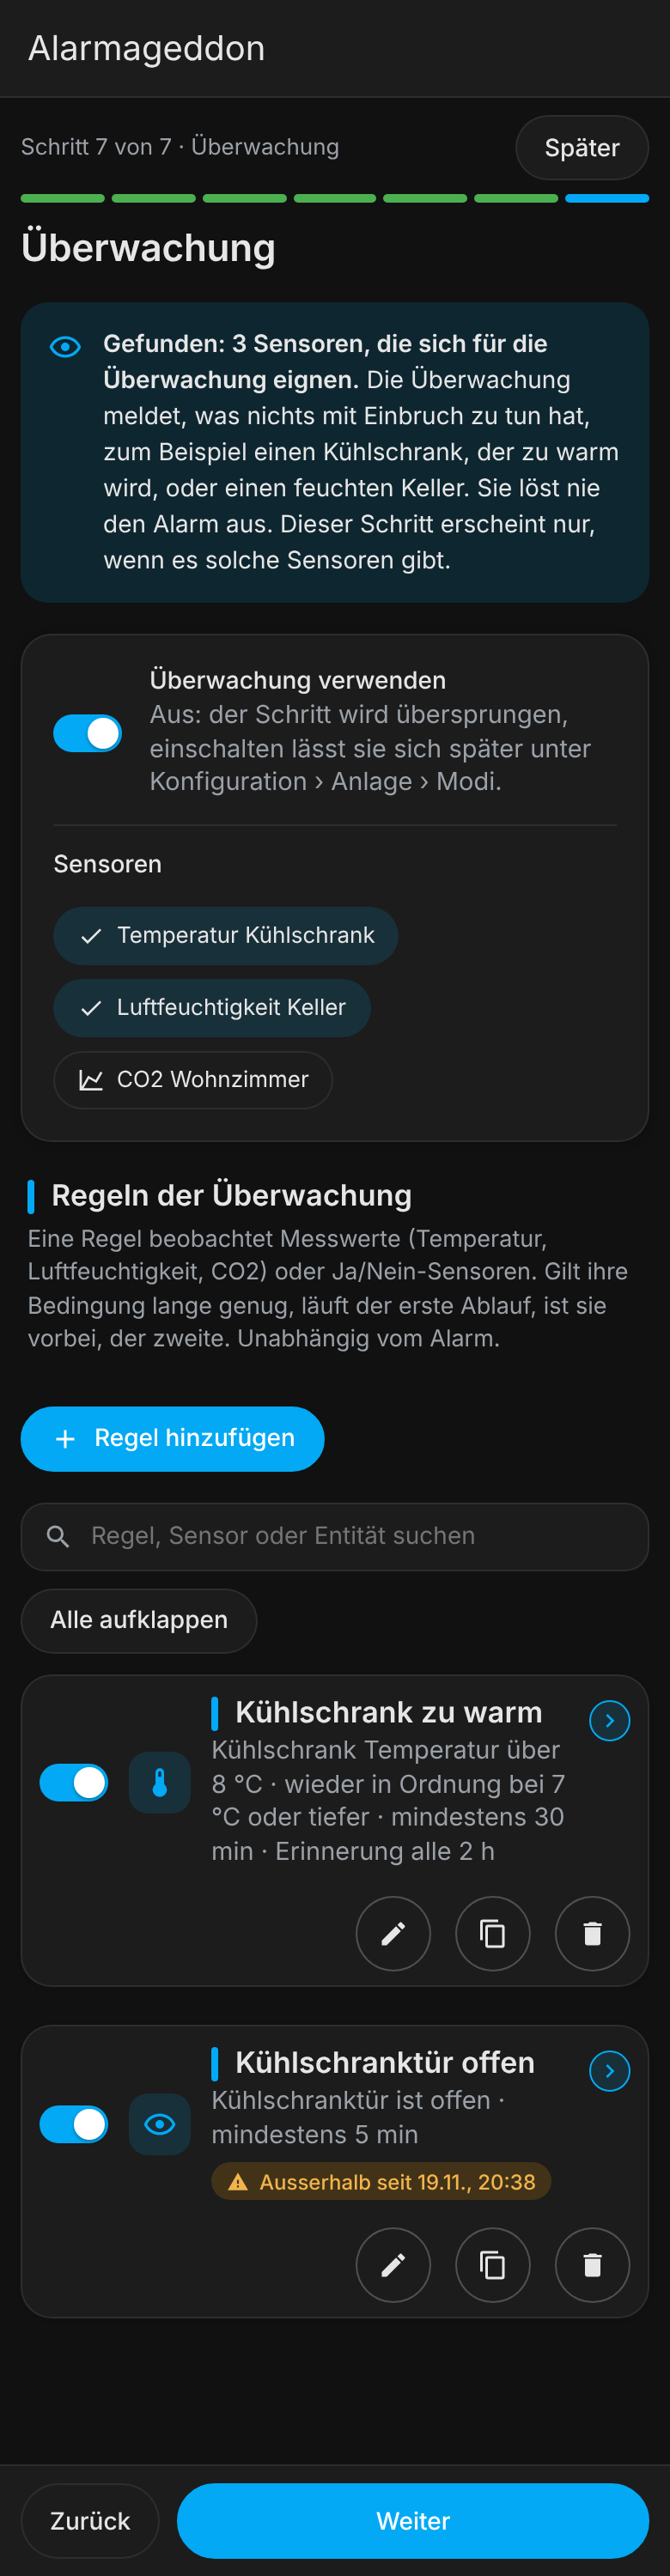 Alarmageddon
Schritt 7 von 7 · Überwachung
Später
Überwachung
Gefunden: 3 Sensoren, die sich für die
Überwachung eignen. Die Überwachung
meldet, was nichts mit Einbruch zu tun hat,
zum Beispiel einen Kühlschrank, der zu warm
wird, oder einen feuchten Keller. Sie löst nie
den Alarm aus. Dieser Schritt erscheint nur,
wenn es solche Sensoren gibt.
Überwachung verwenden
Aus: der Schritt wird übersprungen,
einschalten lässt sie sich später unter
Konfiguration › Anlage › Modi.
Sensoren
Temperatur Kühlschrank
Luftfeuchtigkeit Keller
CO2 Wohnzimmer
Regeln der Überwachung
Eine Regel beobachtet Messwerte (Temperatur,
Luftfeuchtigkeit, CO2) oder Ja/Nein-Sensoren. Gilt ihre
Bedingung lange genug, läuft der erste Ablauf, ist sie
vorbei, der zweite. Unabhängig vom Alarm.
Regel hinzufügen
Regel, Sensor oder Entität suchen
Alle aufklappen
Kühlschrank zu warm
Kühlschrank Temperatur über
8 °C · wieder in Ordnung bei 7
°C oder tiefer · mindestens 30
min · Erinnerung alle 2 h
Kühlschranktür offen
Kühlschranktür ist offen ·
mindestens 5 min
Ausserhalb seit 19.11., 20:38
Zurück
Weiter